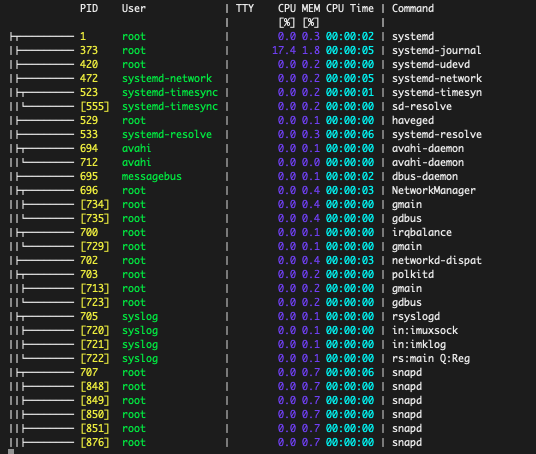 PID User | TTY CPU MEM CPU Time | Command
| [%] [%] |
1 root | 0.0 0.3 00:00:02 | systemd
373 root | 17.4 1.8 00:00:05 | systemd-journal
420 root | 0.0 0.2 00:00:00 | systemd-udevd
472 systemd-network | 0.0 0.2 00:00:05 | systemd-network
523 systemd-timesync | 0.0 0.2 00:00:01 | systemd-timesyn
[555] systemd-timesync | 0.0 0.2 00:00:00 | sd-resolve
529 root | 0.0 0.1 00:00:00 | haveged
533 systemd-resolve | 0.0 0.3 00:00:06 | systemd-resolve
694 avahi | 0.0 0.1 00:00:00 | avahi-daemon
712 avahi | 0.0 0.0 00:00:00 | avahi-daemon
695 messagebus | 0.0 0.1 00:00:02 | dbus-daemon
696 root | 0.0 0.4 00:00:03 | NetworkManager
[734] root | 0.0 0.4 00:00:00 | gmain
[735] root | 0.0 0.4 00:00:00 | gdbus
700 root | 0.0 0.1 00:00:00 | irqbalance
[729] root | 0.0 0.1 00:00:00 | gmain
702 root | 0.0 0.4 00:00:03 | networkd-dispat
703 root | 0.0 0.2 00:00:00 | polkitd
[713] root | 0.0 0.2 00:00:00 | gmain
[723] root | 0.0 0.2 00:00:00 | gdbus
705 syslog | 0.0 0.1 00:00:00 | rsyslogd
[720] syslog | 0.0 0.1 00:00:00 | in:imuxsock
[721] syslog | 0.0 0.1 00:00:00 | in:imklog
[722] syslog | 0.0 0.1 00:00:00 | rs:main Q:Reg
707 root | 0.0 0.7 00:00:06 | snapd
[848] root | 0.0 0.7 00:00:00 | snapd
[849] root | 0.0 0.7 00:00:00 | snapd
[850] root | 0.0 0.7 00:00:00 | snapd
[851] root | 0.0 0.7 00:00:00 | snapd
[876] root | 0.0 0.7 00:00:00 | snapd